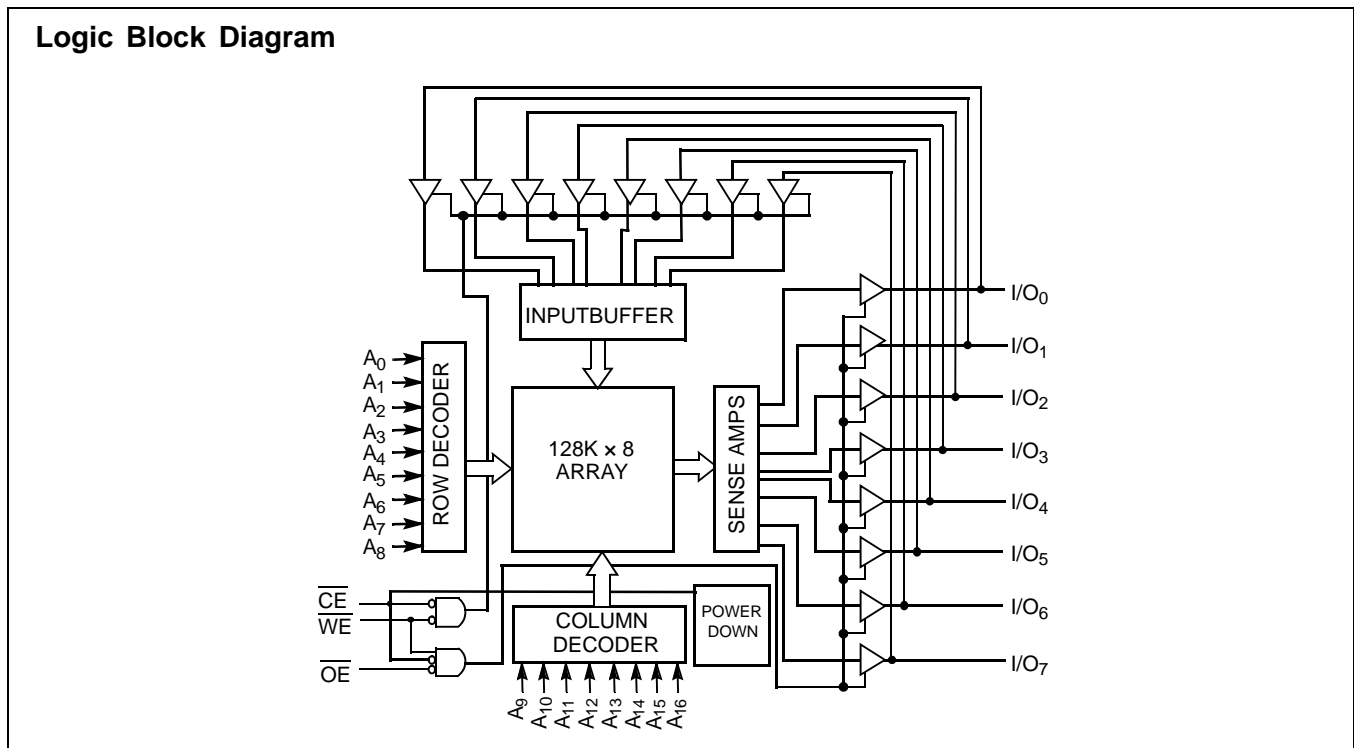 Logic Block Diagram
INPUTBUFFER
A0
A1
A2
A3
A4
A5
A6
A7
A8
ROW DECODER
128K × 8
ARRAY
SENSE AMPS
I/O0
I/O1
I/O2
I/O3
I/O4
I/O5
I/O6
I/O7
CE
WE
OE
COLUMN
DECODER
POWER
DOWN
A9
A10
A11
A12
A13
A14
A15
A16